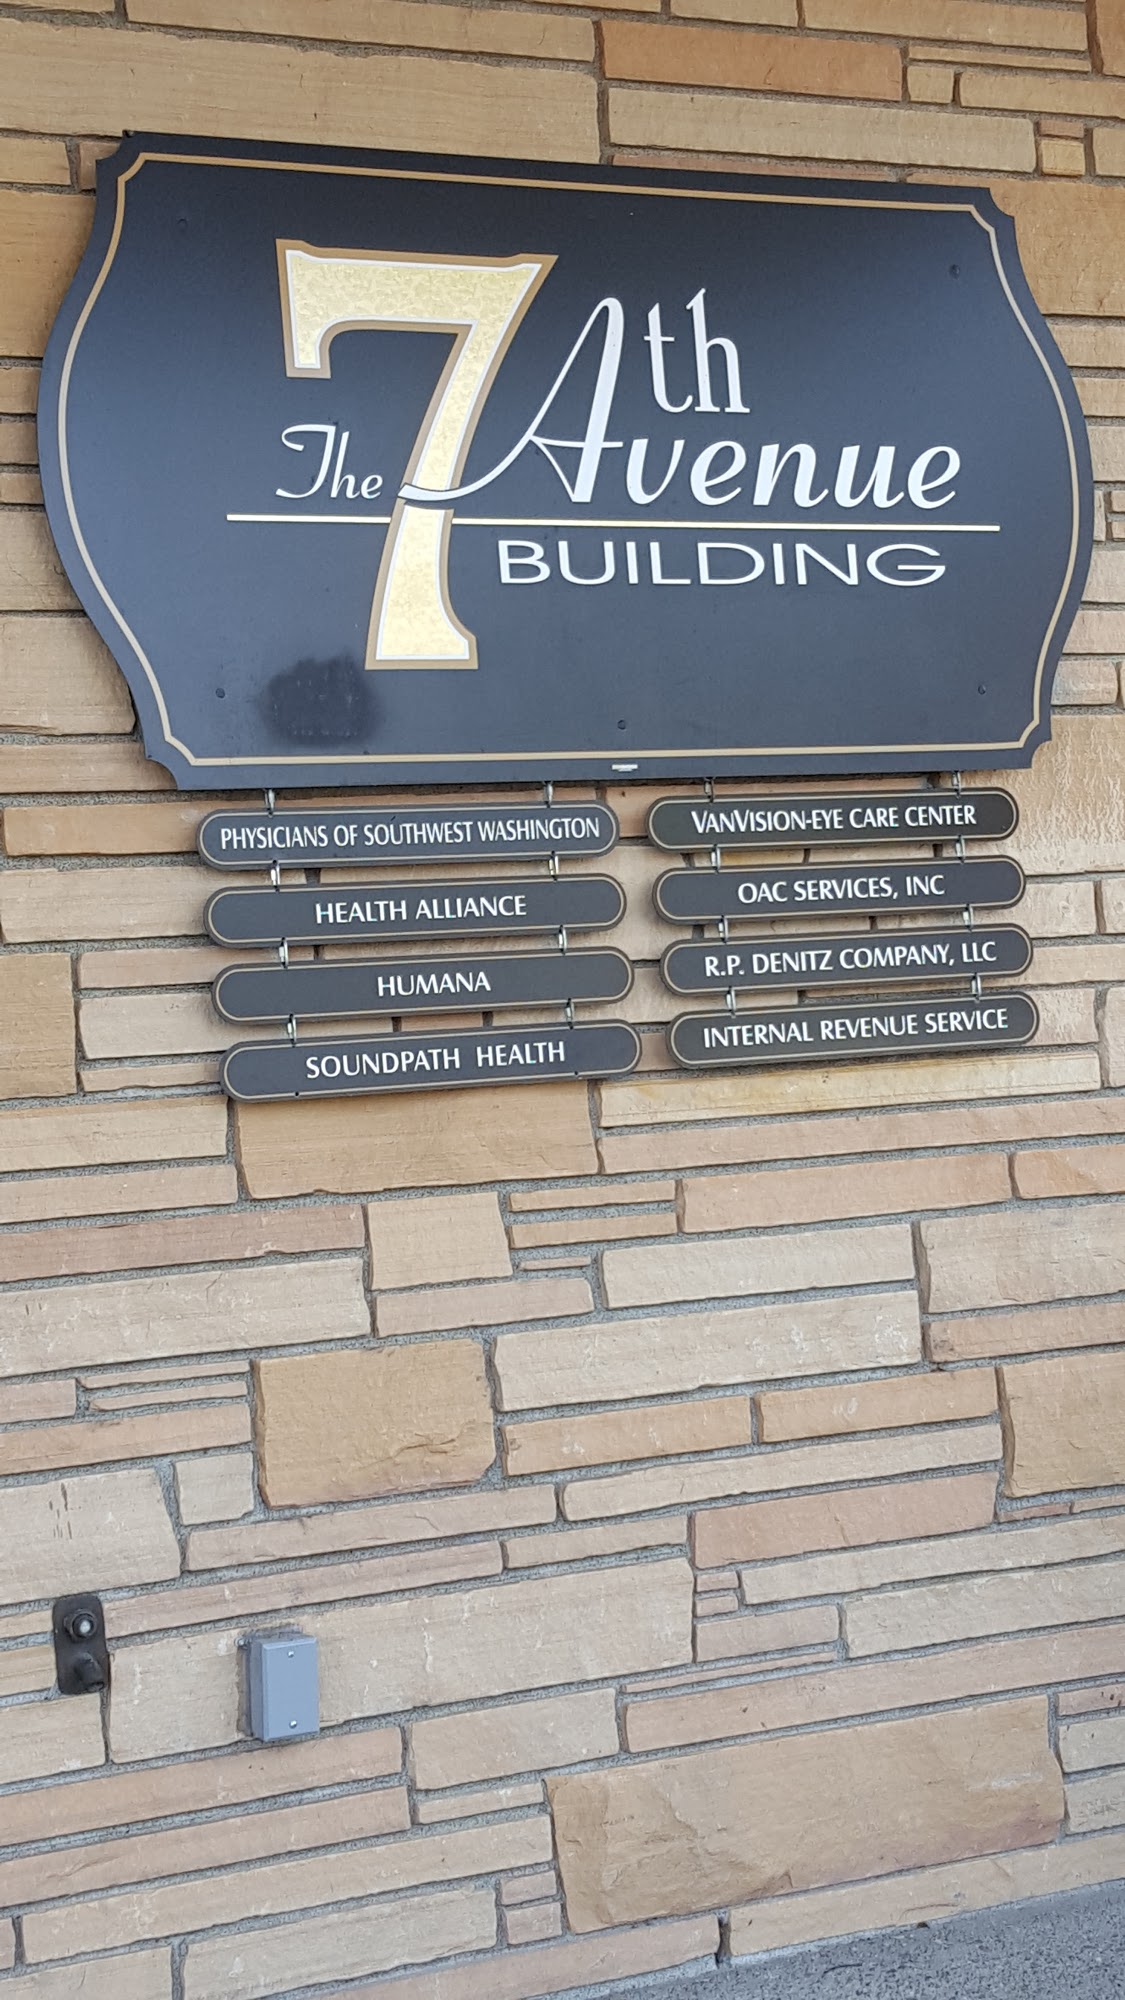 The 7th Avenue
BUILDING
PHYSICIANS OF SOUTHWEST WASHINGTON
HEALTH ALLIANCE
HUMANA
SOUNDPATH HEALTH
VANVISION-EYE CARE CENTER
OAC SERVICES, INC
R.P. DENITZ COMPANY, LLC
INTERNAL REVENUE SERVICE